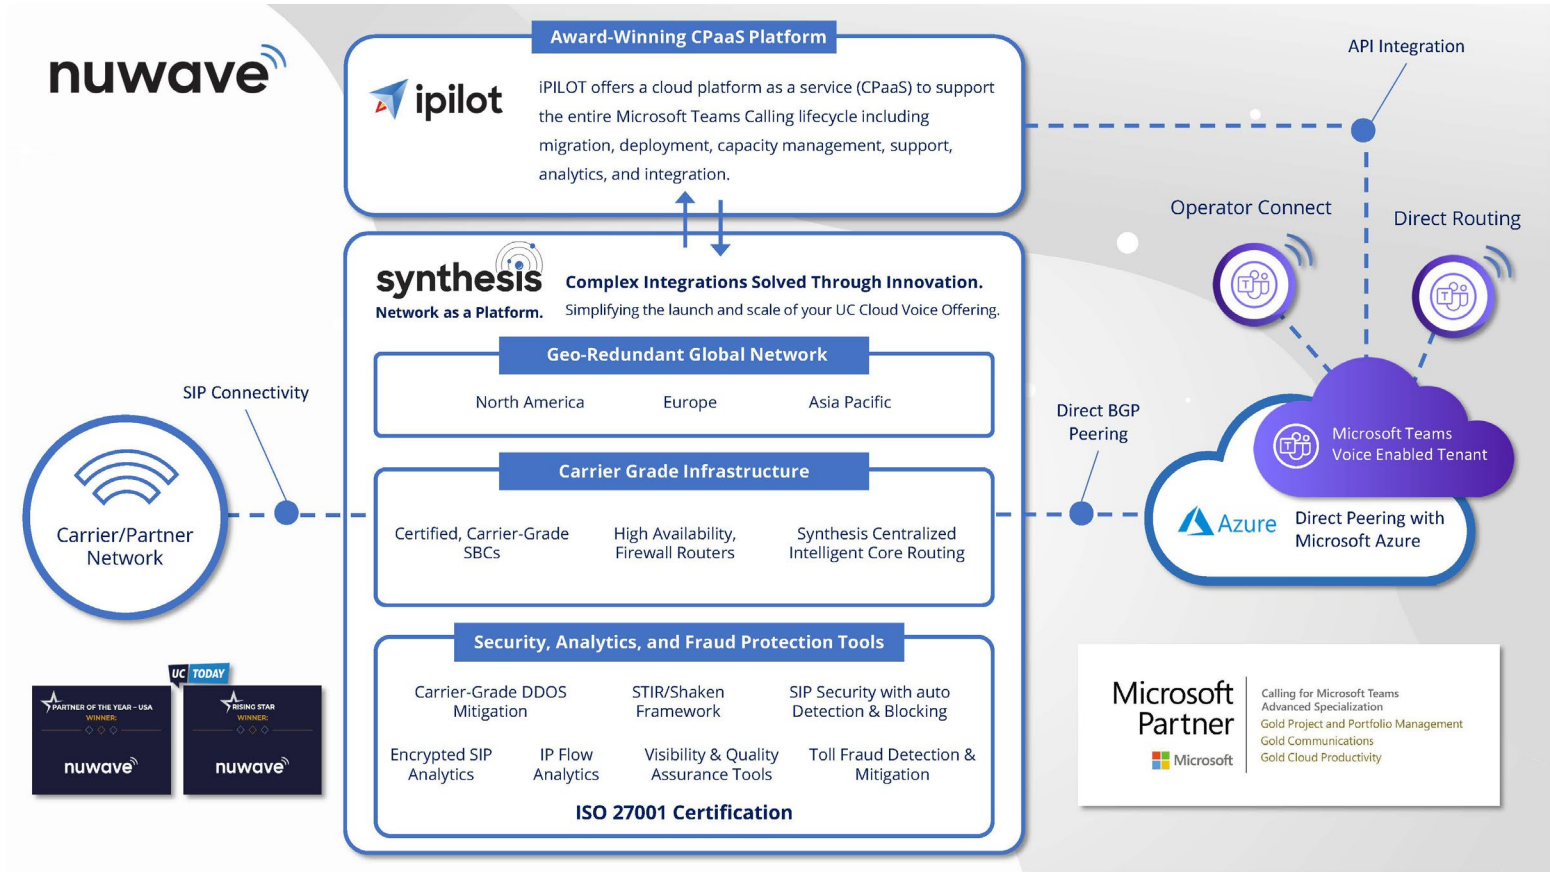 nuwave
Award-Winning CPaaS Platform
ipilot
iPILOT offers a cloud platform as a service (CPaaS) to support
the entire Microsoft Teams Calling lifecycle including
migration, deployment, capacity management, support,
analytics, and integration.
API Integration
Operator Connect
Direct Routing
synthesis
Network as a Platform.
Complex Integrations Solved Through Innovation.
Simplifying the launch and scale of your UC Cloud Voice Offering.
Geo-Redundant Global Network
North America
Europe
Asia Pacific
SIP Connectivity
Carrier/Partner
Network
Carrier Grade Infrastructure
Certified, Carrier-Grade
SBCs
High Availability,
Firewall Routers
Synthesis Centralized
Intelligent Core Routing
Direct BGP
Peering
Microsoft Teams
Voice Enabled Tenant
Azure
Direct Peering with
Microsoft Azure
Security, Analytics, and Fraud Protection Tools
Carrier-Grade DDOS
Mitigation
STIR/Shaken
Framework
SIP Security with auto
Detection & Blocking
Encrypted SIP
Analytics
IP Flow
Analytics
Visibility & Quality
Assurance Tools
Toll Fraud Detection &
Mitigation
ISO 27001 Certification
UC TODAY
PARTNER OF THE YEAR - USA
WINNER:
nuwave
RISING STAR
WINNER:
nuwave
Microsoft
Partner
Microsoft
Calling for Microsoft Teams
Advanced Specialization
Gold Project and Portfolio Management
Gold Communications
Gold Cloud Productivity